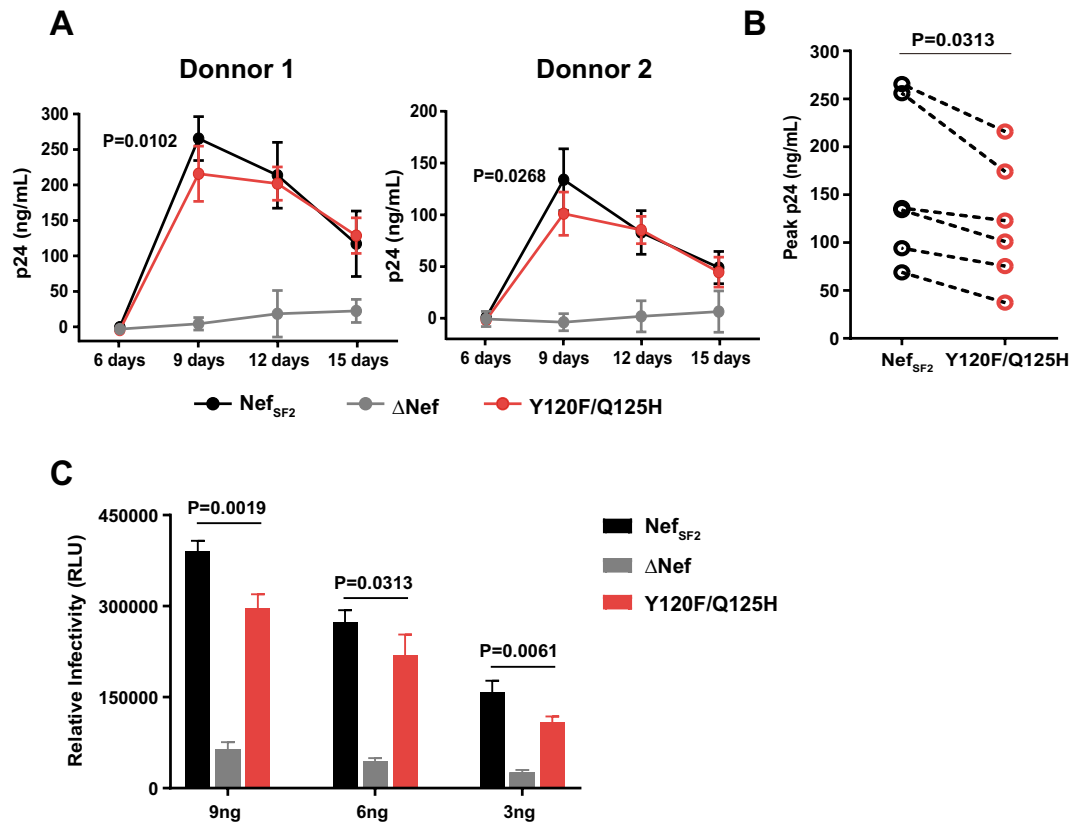 A
B
Donnor 1
Donnor 2
P=0.0313
p24 (ng/mL)
300
250
200
150
100
50
0
P=0.0102
6 days
9 days
12 days
15 days
p24 (ng/mL)
200
150
100
50
0
P=0.0268
6 days
9 days
12 days
15 days
Peak p24 (ng/mL)
300
250
200
150
100
50
0
NefSF2
Y120F/Q125H
NefSF2
ΔNef
Y120F/Q125H
C
Relative Infectivity (RLU)
450000
300000
150000
0
P=0.0019
P=0.0313
P=0.0061
9ng
6ng
3ng
NefSF2
ΔNef
Y120F/Q125H